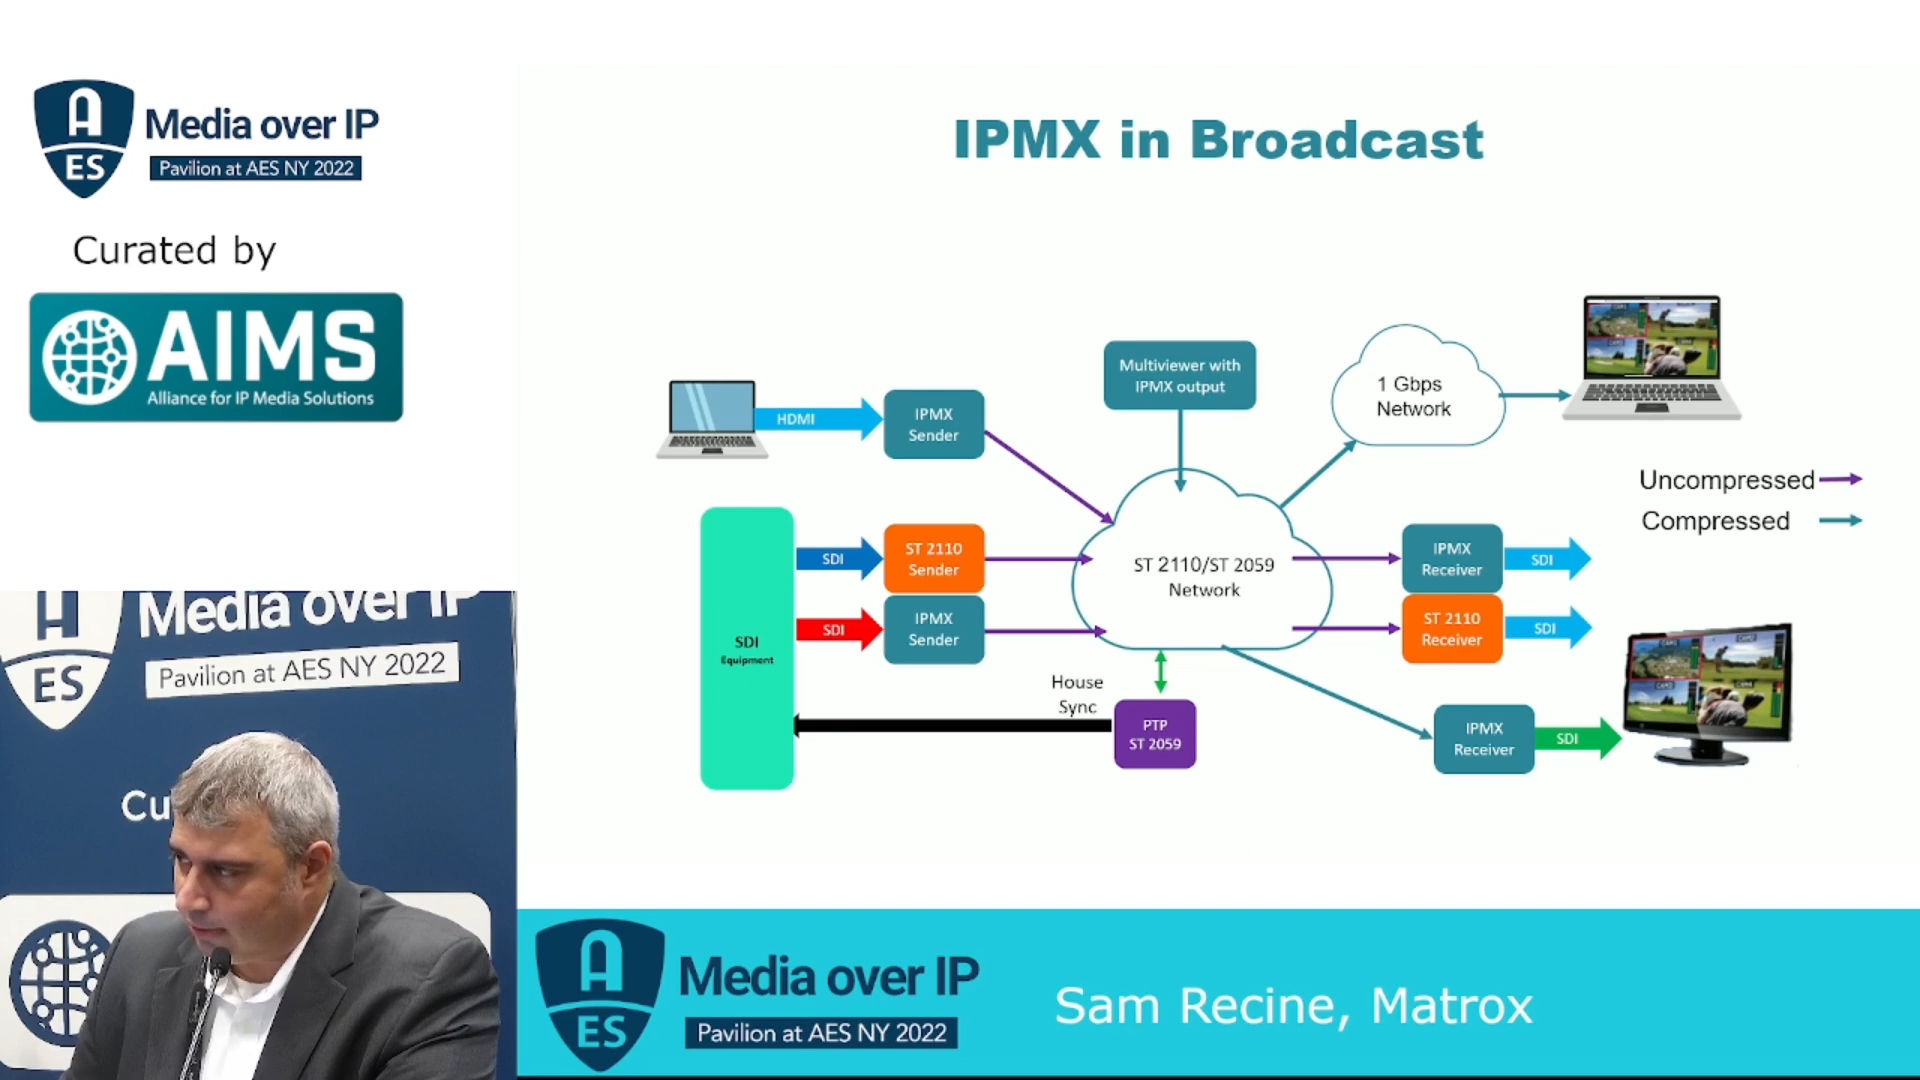 A
ES
Media over IP
Pavilion at AES NY 2022
Curated by
AIMS
Alliance for IP Media Solutions
IPMX in Broadcast
HDMI
IPMX
Sender
Multiviewer with
IPMX output
1 Gbps
Network
Uncompressed
Compressed
SDI
Equipment
SDI
ST 2110
Sender
SDI
IPMX
Sender
ST 2110/ST 2059
Network
IPMX
Receiver
SDI
ST 2110
Receiver
SDI
House
Sync
PTP
ST 2059
IPMX
Receiver
SDI
A
ES
Media over IP
Pavilion at AES NY 2022
Cu
A
ES
Media over IP
Pavilion at AES NY 2022
Sam Recine, Matrox